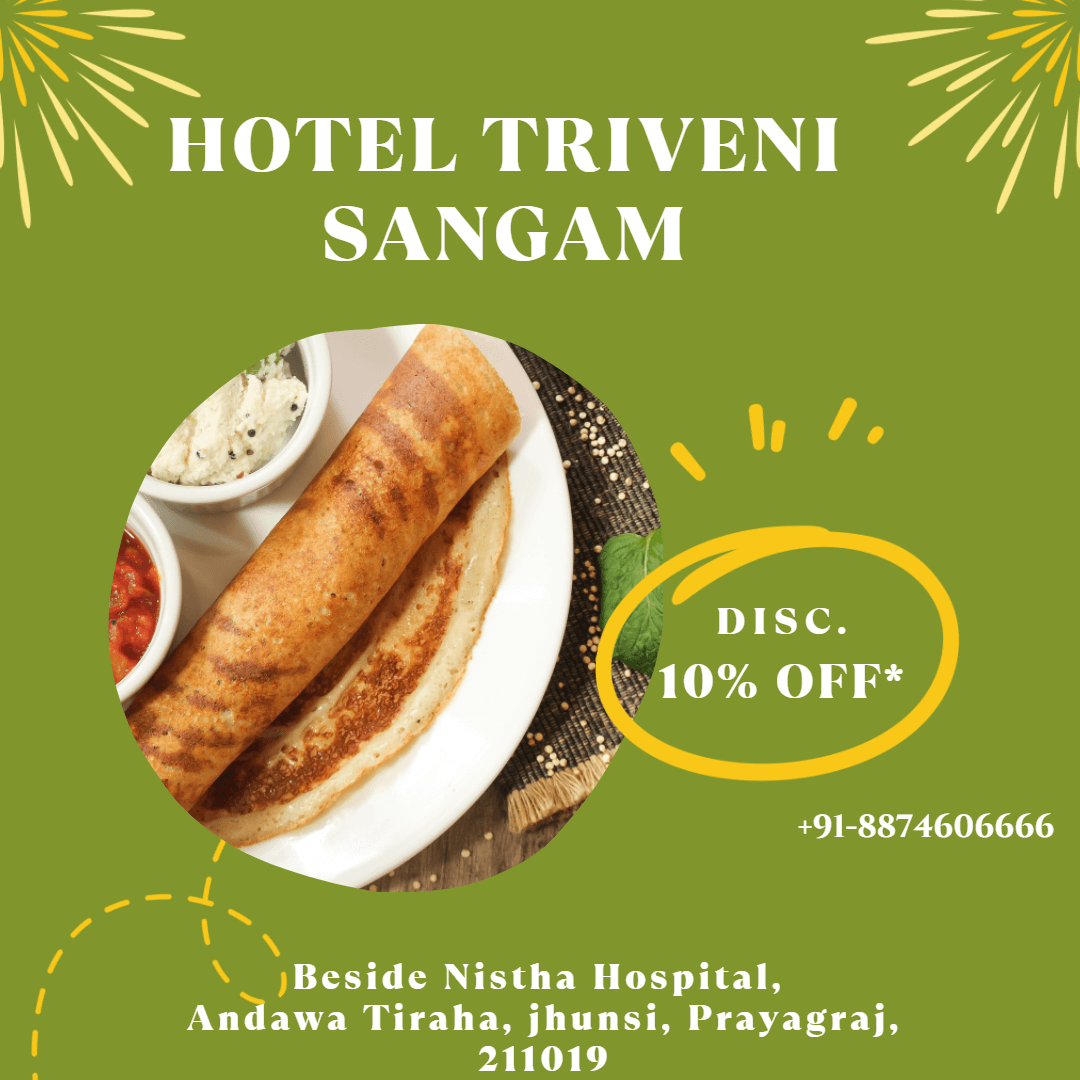 HOTEL TRIVENI
SANGAM
DISC.
10% OFF*
+91-8874606666
Beside Nistha Hospital,
Andawa Tiraha, jhunsi, Prayagraj,
211019